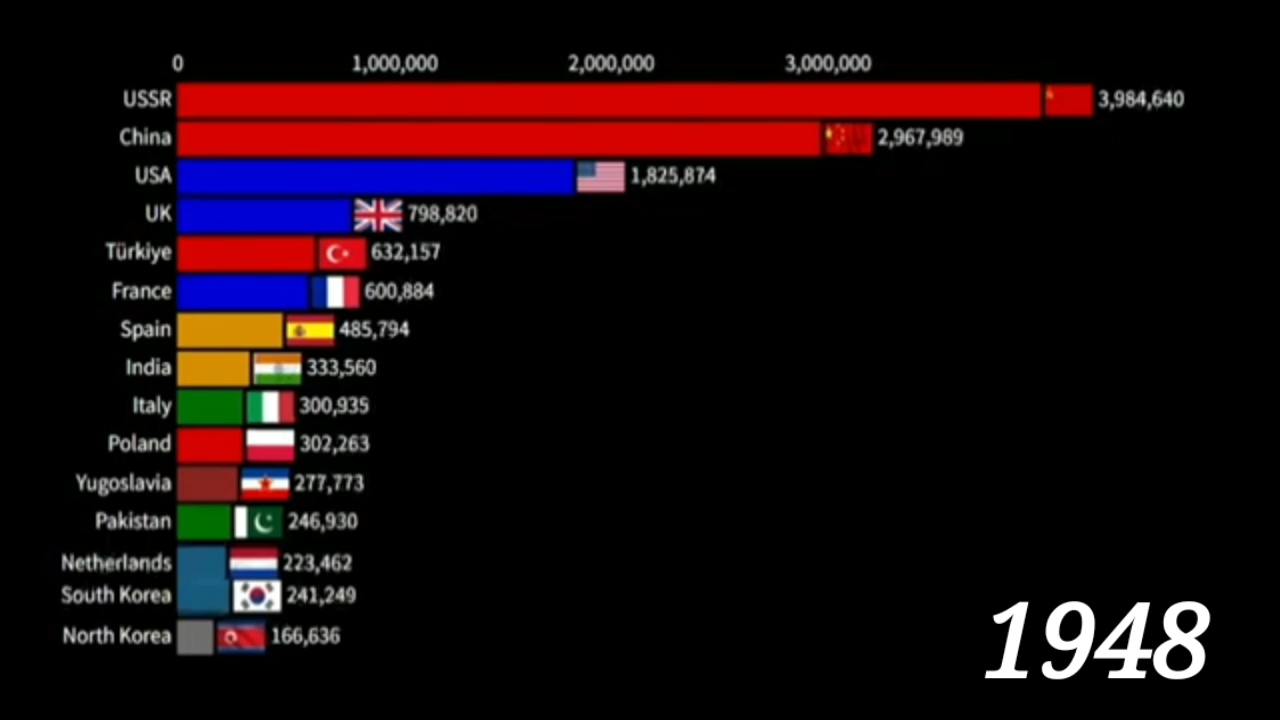 0 1,000,000 2,000,000 3,000,000
USSR 3,984,640
China 2,967,989
USA 1,825,874
UK 798,820
Türkiye 632,157
France 600,884
Spain 485,794
India 333,560
Italy 300,935
Poland 302,263
Yugoslavia 277,773
Pakistan 246,930
Netherlands 223,462
South Korea 241,249
North Korea 166,636
1948